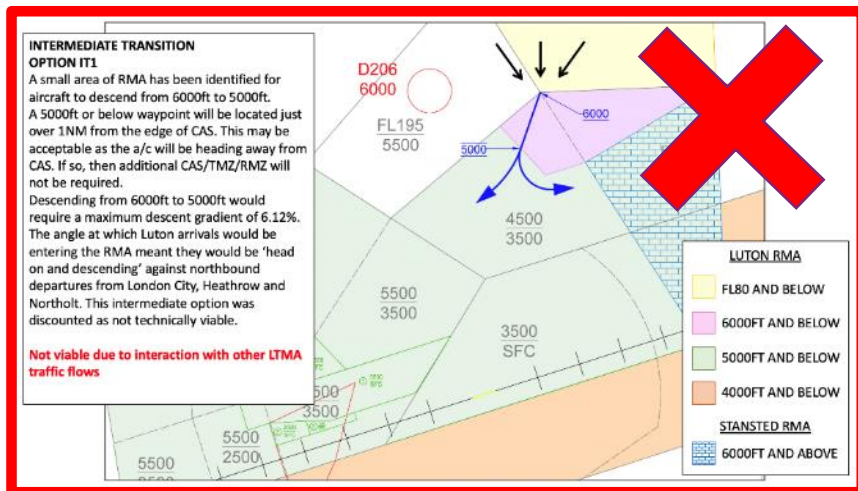 INTERMEDIATE TRANSITION
OPTION IT1
A small area of RMA has been identified for
aircraft to descend from 6000ft to 5000ft.
A 5000ft or below waypoint will be located just
over 1NM from the edge of CAS. This may be
acceptable as the a/c will be heading away from
CAS. If so, then additional CAS/TMZ/RMZ will
not be required.
Descending from 6000ft to 5000ft would
require a maximum descent gradient of 6.12%.
The angle at which Luton arrivals would be
entering the RMA meant they would be 'head
on and descending' against northbound
departures from London City, Heathrow and
Northolt. This intermediate option was
discounted as not technically viable.
Not viable due to interaction with other LTMA
traffic flows
D206
6000
FL195
5500
6000
5000
4500
3500
5500
3500
3500
SFC
3500
5500
2500
5500
LUTON RMA
FL80 AND BELOW
6000FT AND BELOW
5000FT AND BELOW
4000FT AND BELOW
STANSTED RMA
6000FT AND ABOVE